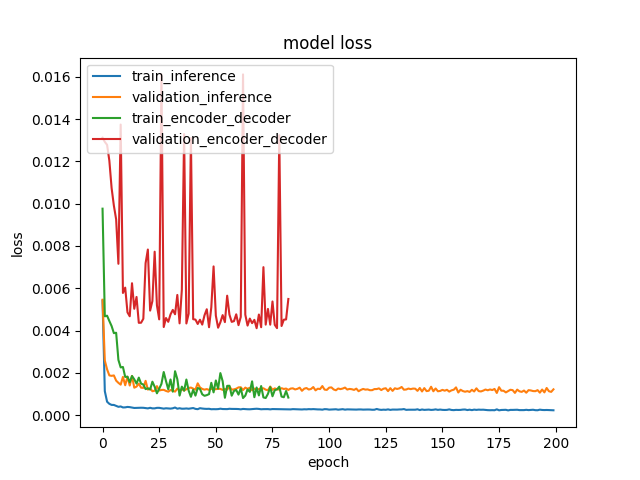 model loss
train_inference
validation_inference
train_encoder_decoder
validation_encoder_decoder
0.016
0.014
0.012
0.010
0.008
0.006
0.004
0.002
0.000
loss
0 25 50 75 100 125 150 175 200
epoch